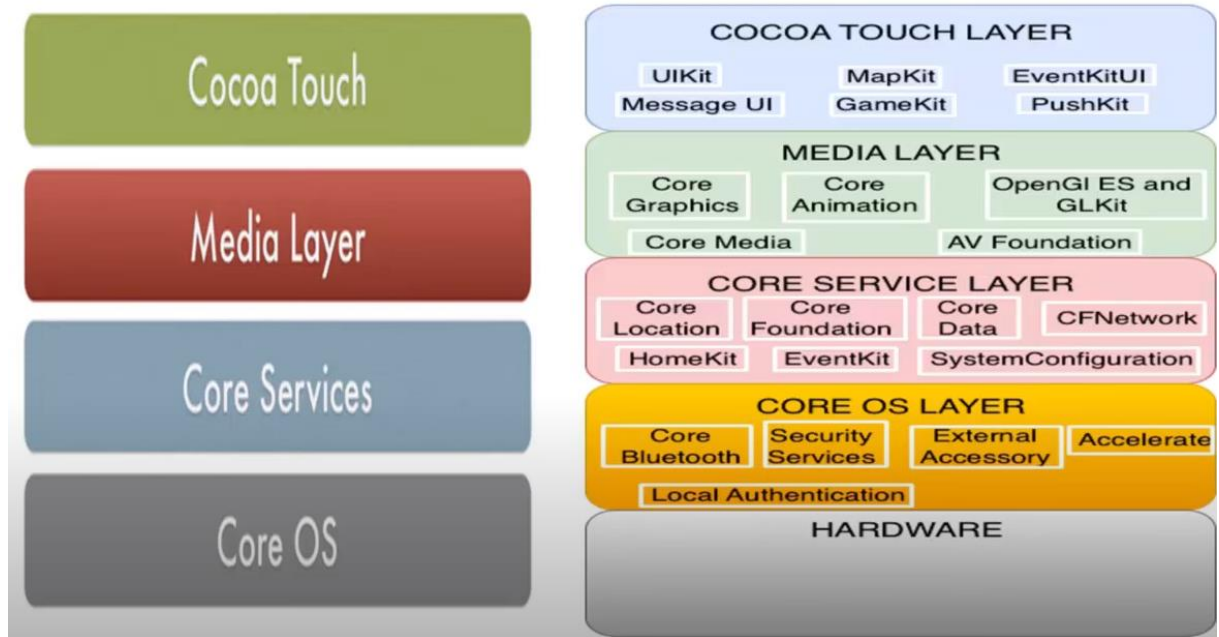 Cocoa Touch
Media Layer
Core Services
Core OS
COCOA TOUCH LAYER
UIKit MapKit EventKitUI
Message UI GameKit PushKit
MEDIA LAYER
Core Graphics
Core Animation
OpenGl ES and GLKit
Core Media AV Foundation
CORE SERVICE LAYER
Core Location
Core Foundation
Core Data
CFNetwork
HomeKit EventKit SystemConfiguration
CORE OS LAYER
Core Bluetooth
Security Services
External Accessory
Accelerate
Local Authentication
HARDWARE